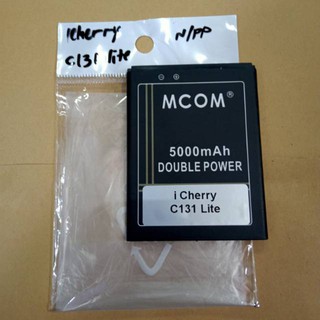 icherry N/PP
C131 lite
MCOM®
5000mAh
DOUBLE POWER
i Cherry
C131 Lite